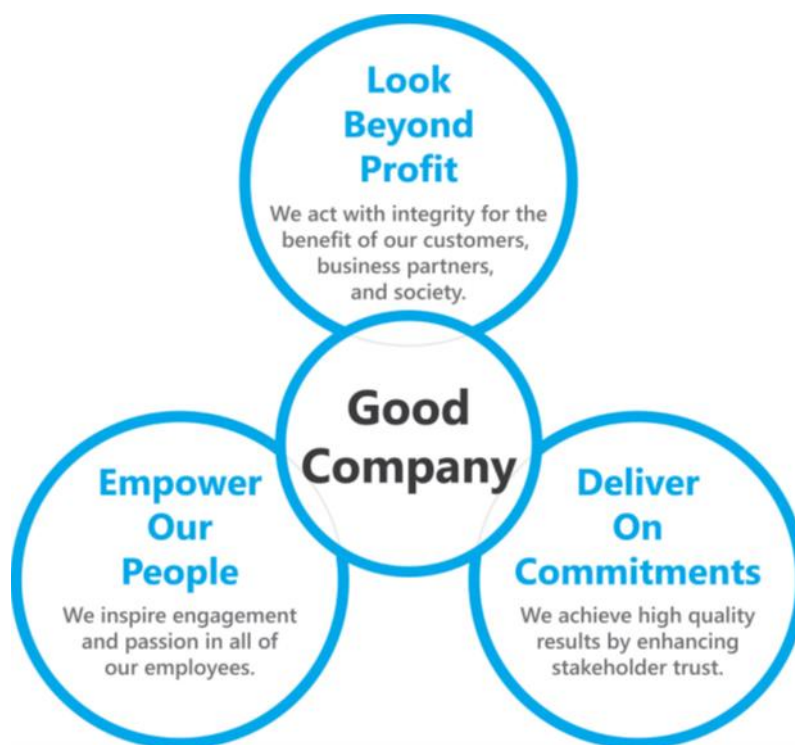 Look
Beyond
Profit
We act with integrity for the
benefit of our customers,
business partners,
and society.
Good
Company
Empower
Our
People
We inspire engagement
and passion in all of
our employees.
Deliver
On
Commitments
We achieve high quality
results by enhancing
stakeholder trust.